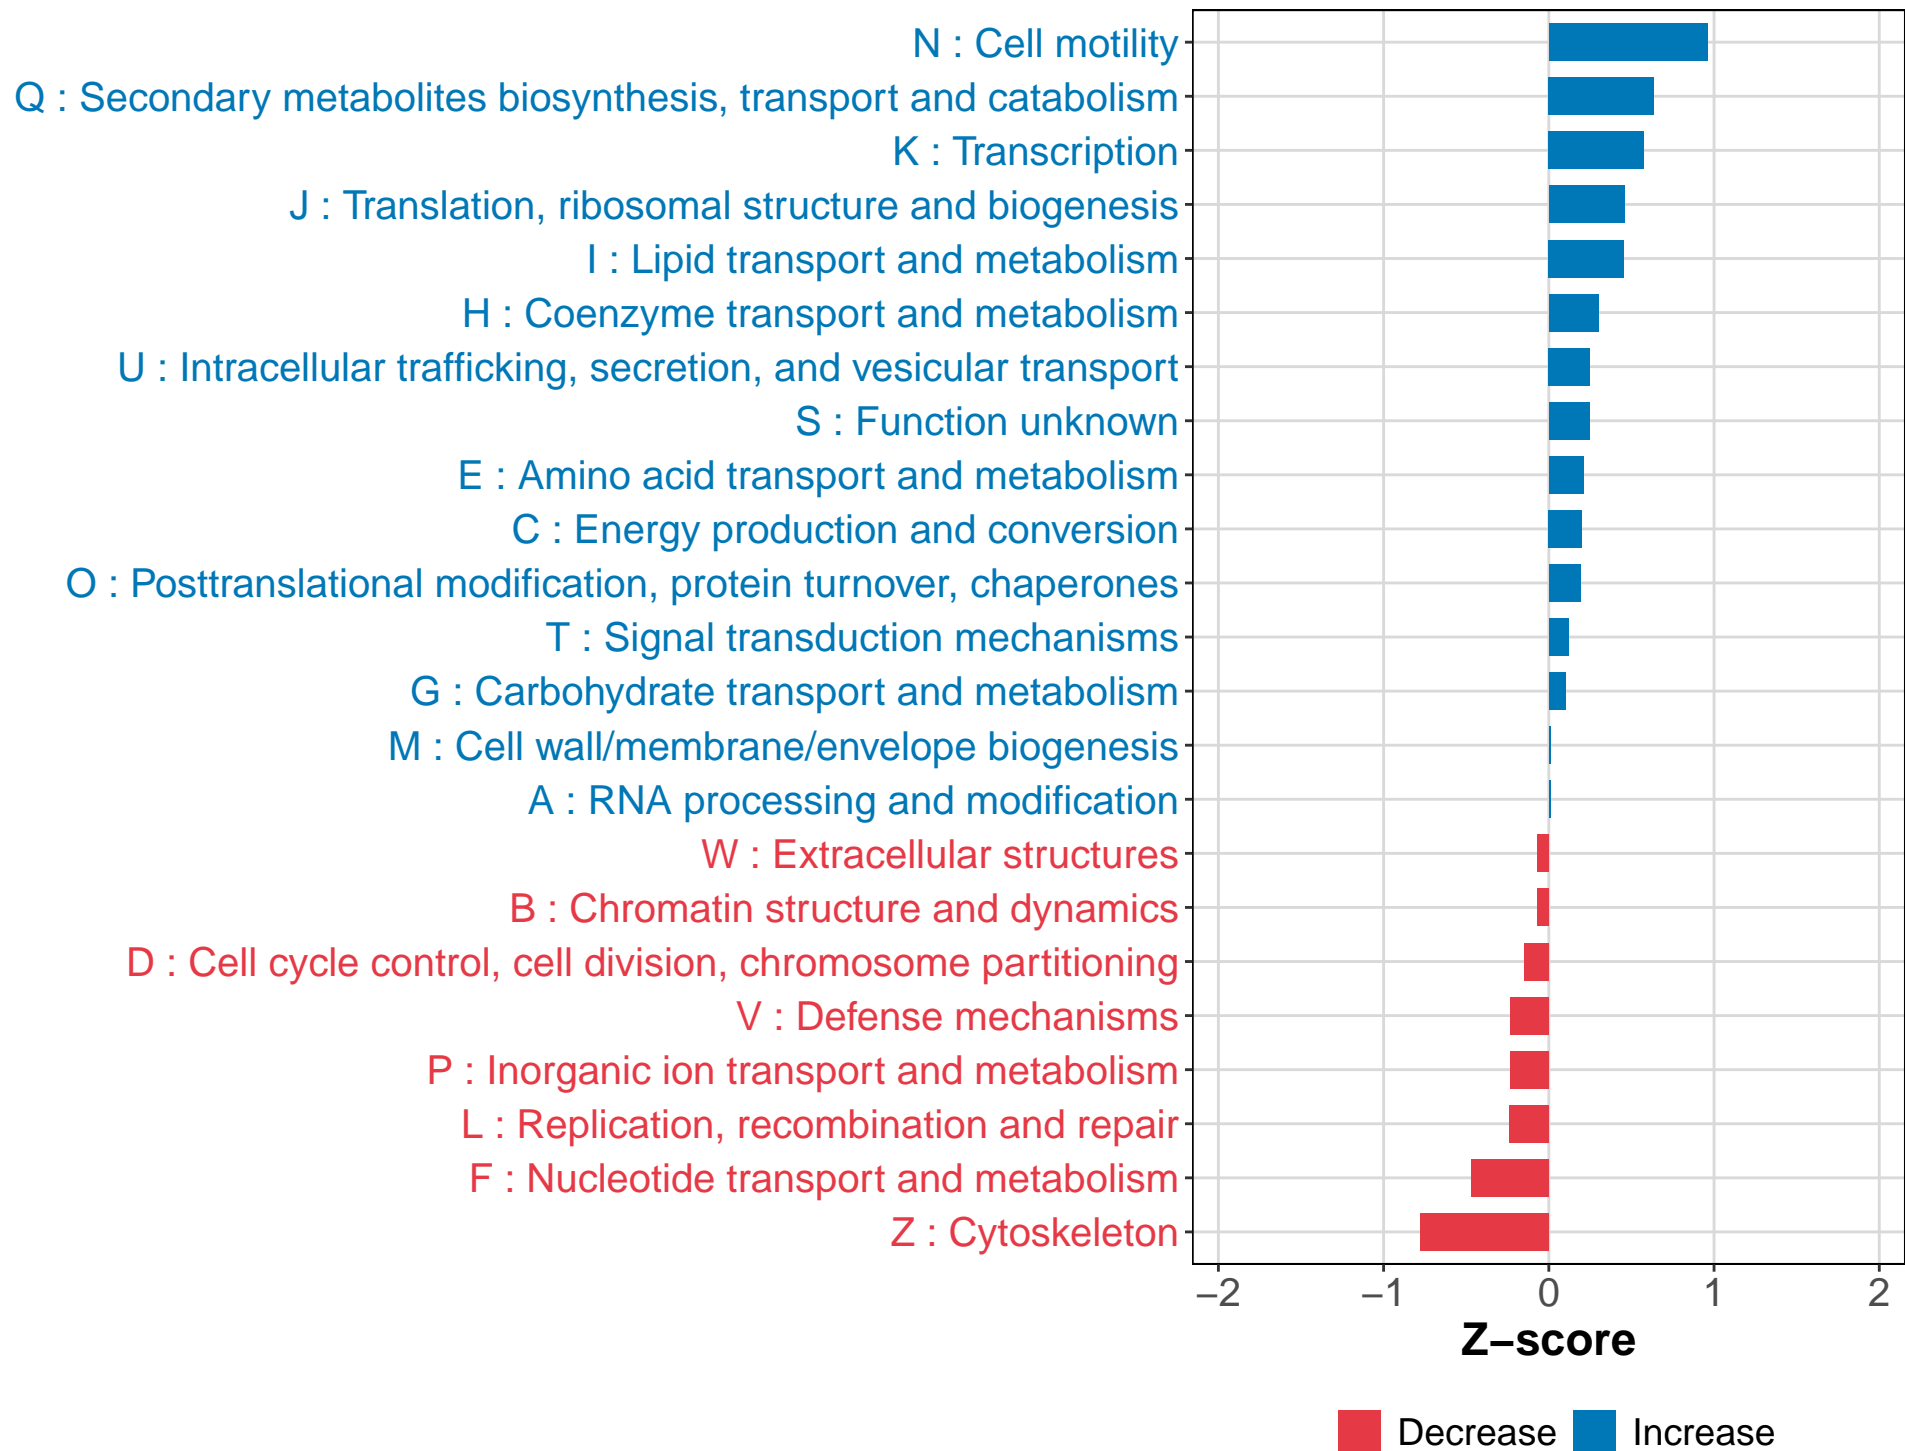 N : Cell motility
Q : Secondary metabolites biosynthesis, transport and catabolism
K : Transcription
J : Translation, ribosomal structure and biogenesis
I : Lipid transport and metabolism
H : Coenzyme transport and metabolism
U : Intracellular trafficking, secretion, and vesicular transport
S : Function unknown
E : Amino acid transport and metabolism
C : Energy production and conversion
O : Posttranslational modification, protein turnover, chaperones
T : Signal transduction mechanisms
G : Carbohydrate transport and metabolism
M : Cell wall/membrane/envelope biogenesis
A : RNA processing and modification
W : Extracellular structures
B : Chromatin structure and dynamics
D : Cell cycle control, cell division, chromosome partitioning
V : Defense mechanisms
P : Inorganic ion transport and metabolism
L : Replication, recombination and repair
F : Nucleotide transport and metabolism
Z : Cytoskeleton
−2 −1 0 1 2
Z−score
Decrease Increase